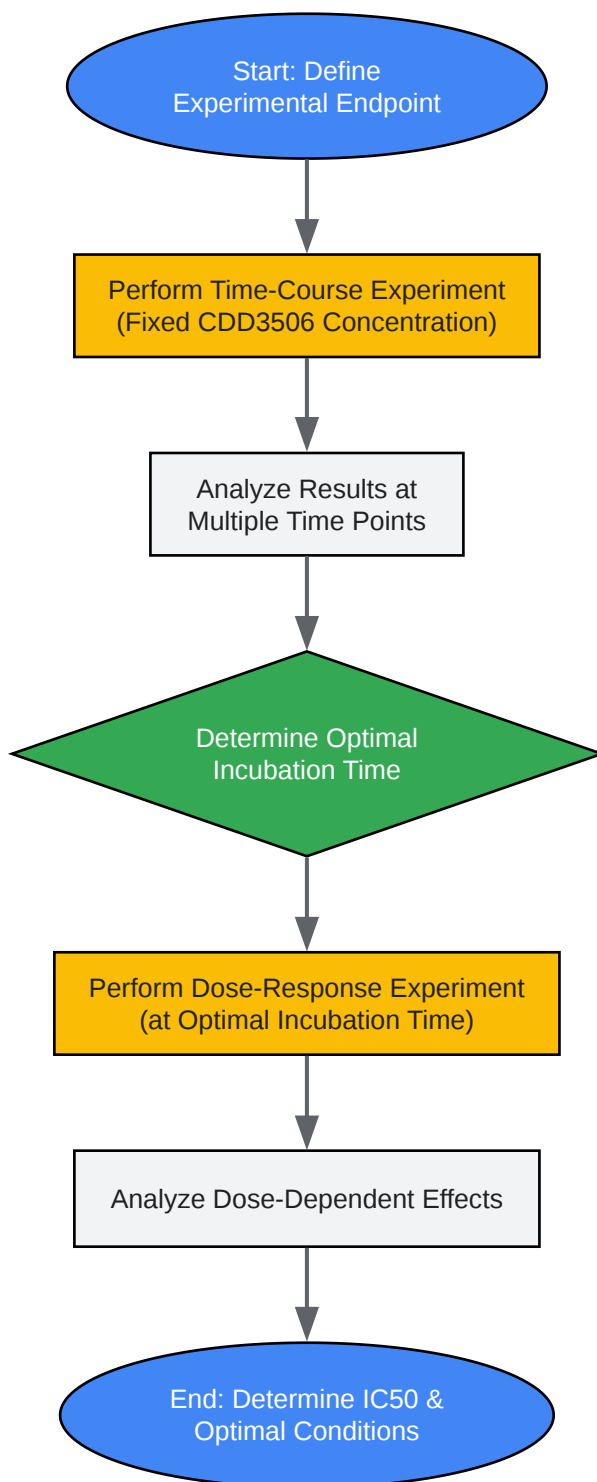 Start: Define
Experimental Endpoint
Perform Time-Course Experiment
(Fixed CDD3506 Concentration)
Analyze Results at
Multiple Time Points
Determine Optimal
Incubation Time
Perform Dose-Response Experiment
(at Optimal Incubation Time)
Analyze Dose-Dependent Effects
End: Determine IC50 &
Optimal Conditions